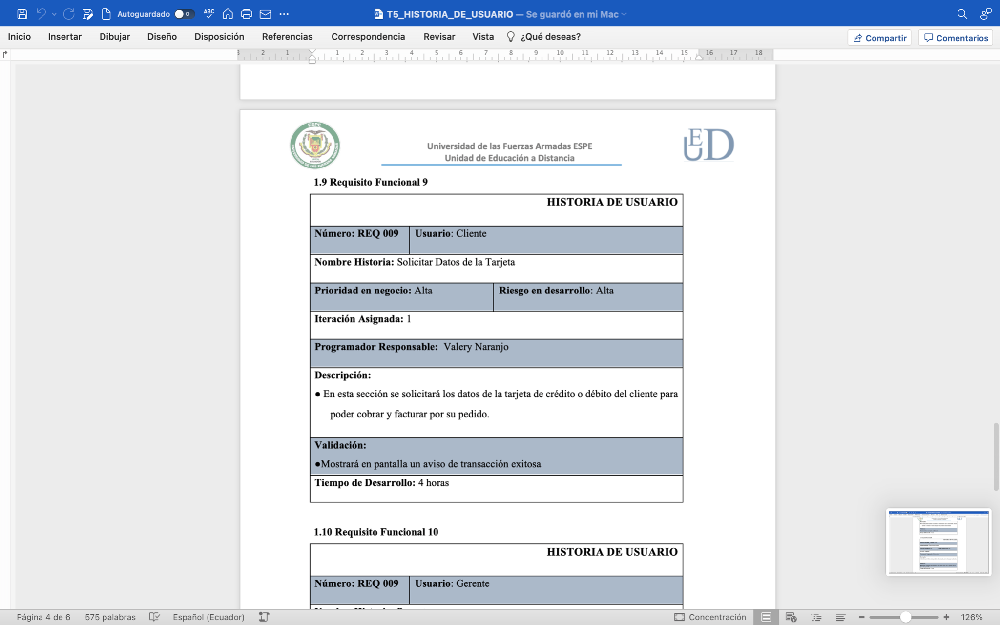 Autoguardado
ABC
T5_HISTORIA_DE_USUARIO — Se guardó en mi Mac
Inicio Insertar Dibujar Diseño Disposición Referencias Correspondencia Revisar Vista ¿Qué deseas? Compartir Comentarios
3 2 1 1 2 3 4 5 6 7 8 9 10 11 12 13 14 15 16 17 18
ESPE
UNIVERSIDAD DE LAS FUERZAS ARMADAS
ECUADOR
Universidad de las Fuerzas Armadas ESPE
Unidad de Educación a Distancia
UED
1.9 Requisito Funcional 9
HISTORIA DE USUARIO
Número: REQ 009 Usuario: Cliente
Nombre Historia: Solicitar Datos de la Tarjeta
Prioridad en negocio: Alta Riesgo en desarrollo: Alta
Iteración Asignada: 1
Programador Responsable:  Valery Naranjo
Descripción:
● En esta sección se solicitará los datos de la tarjeta de crédito o débito del cliente para
poder cobrar y facturar por su pedido.
Validación:
●Mostrará en pantalla un aviso de transacción exitosa
Tiempo de Desarrollo: 4 horas
1.10 Requisito Funcional 10
HISTORIA DE USUARIO
Número: REQ 009 Usuario: Gerente
Página 4 de 6 575 palabras Español (Ecuador) Concentración 126%